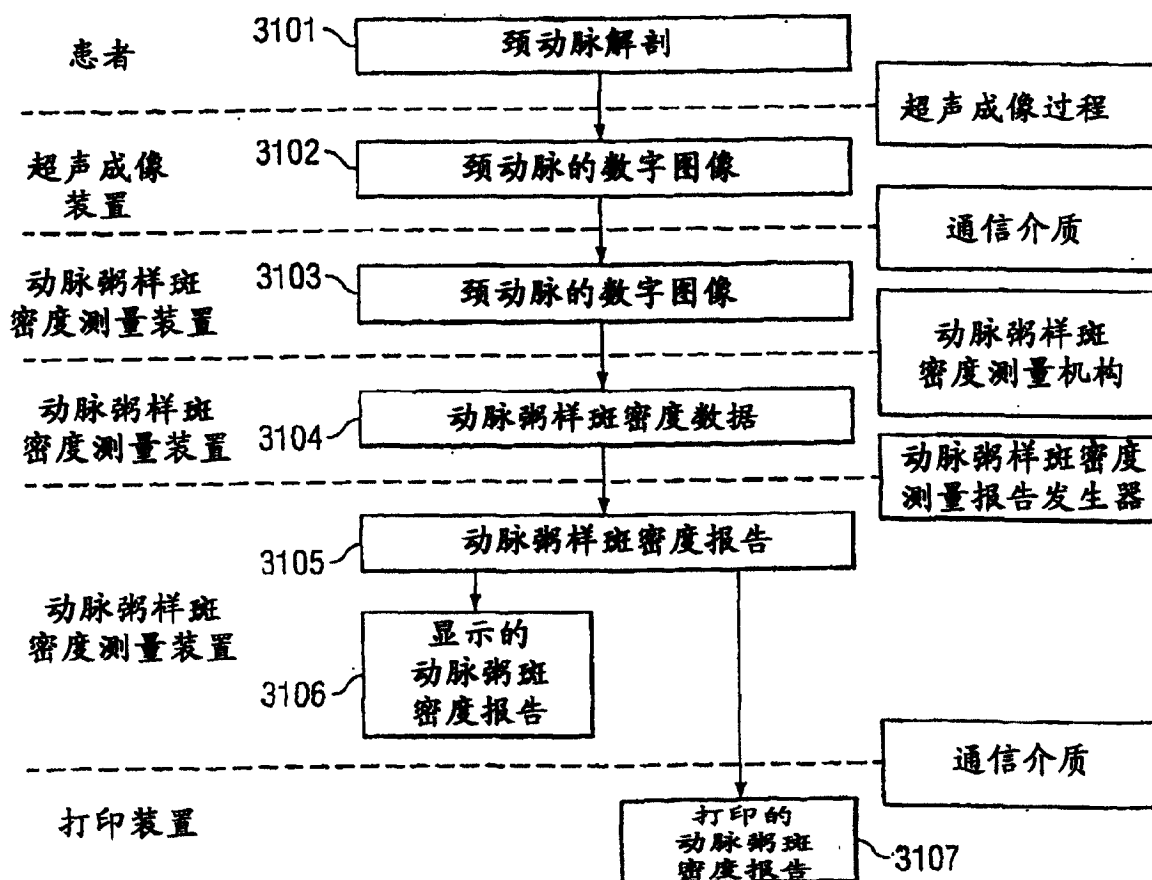 患者
3101
颈动脉解剖
超声成像过程
超声成像
装置
3102
颈动脉的数字图像
通信介质
动脉粥样斑
密度测量装置
3103
颈动脉的数字图像
动脉粥样斑
密度测量机构
动脉粥样斑
密度测量装置
3104
动脉粥样斑密度数据
动脉粥样斑密度
测量报告发生器
3105
动脉粥样斑密度报告
动脉粥样斑
密度测量装置
3106
显示的
动脉粥斑
密度报告
通信介质
打印装置
打印的
动脉粥斑
密度报告
3107